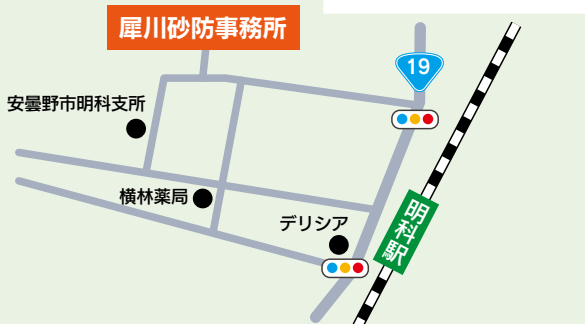 犀川砂防事務所
19
安曇野市明科支所
横林薬局
デリシア
明科駅